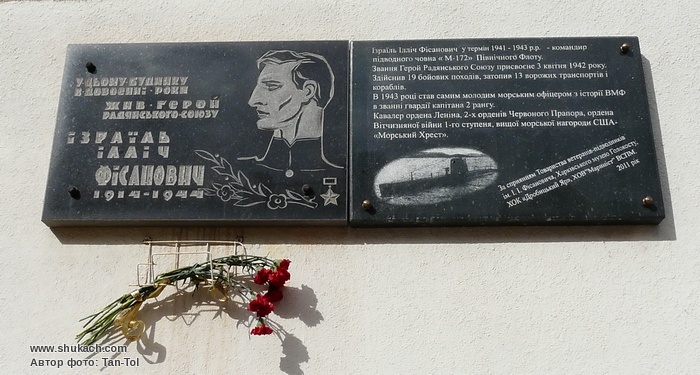 У ЦЬОМУ БУДИНКУ
В ДОВОЄННІ РОКИ
ЖИВ ГЕРОЙ
РАДЯНСЬКОГО СОЮЗУ
ІЗРАЇЛЬ
ІЛЛІЧ
ФІСАНОВИЧ
1914-1944
Ізраїль Ілліч Фісанович у термін 1941 - 1943 р.р. - командир
підводного човна « М-172» Північного Флоту.
Звання Героя Радянського Союзу присвоєне 3 квітня 1942 року.
Здійснив 19 бойових походів, затопив 13 ворожих транспортів і
кораблів.
В 1943 році став самим молодим морським офіцером з історії ВМФ
в званні гвардії капітана 2 рангу.
Кавалер ордена Леніна, 2-х орденів Червоного Прапора, ордена
Вітчизняної війни 1-го ступеня, вищої морської нагороди США-
«Морський Хрест».
За сприянням Товариства ветеранів-підводників
ім. І. І. Фісановича, Харківського музею Голокосту,
ХОК «Дробицький Яр», ХОВ"Мариніст" ВСПМ.
2011 рік
www.shukach.com
Автор фото: Tan-Tol